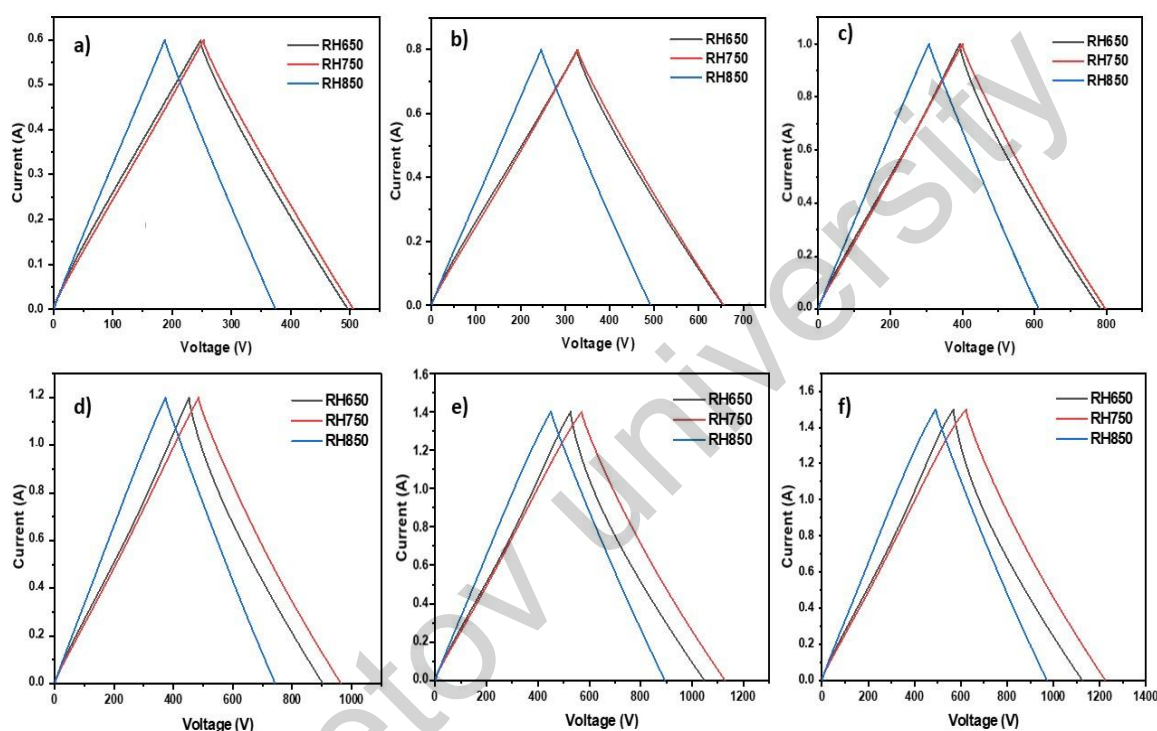 a)
RH650
RH750
RH850
Current (A)
0.6
0.5
0.4
0.3
0.2
0.1
0.0
0 100 200 300 400 500
Voltage (V)
b)
RH650
RH750
RH850
Current (A)
0.8
0.6
0.4
0.2
0.0
0 100 200 300 400 500 600 700
Voltage (V)
c)
RH650
RH750
RH850
Current (A)
1.0
0.8
0.6
0.4
0.2
0.0
0 200 400 600 800
Voltage (V)
d)
RH650
RH750
RH850
Current (A)
1.2
1.0
0.8
0.6
0.4
0.2
0.0
0 200 400 600 800 1000
Voltage (V)
e)
RH650
RH750
RH850
Current (A)
1.6
1.4
1.2
1.0
0.8
0.6
0.4
0.2
0.0
0 200 400 600 800 1000 1200
Voltage (V)
f)
RH650
RH750
RH850
Current (A)
1.6
1.4
1.2
1.0
0.8
0.6
0.4
0.2
0.0
0 200 400 600 800 1000 1200 1400
Voltage (V)
etov university